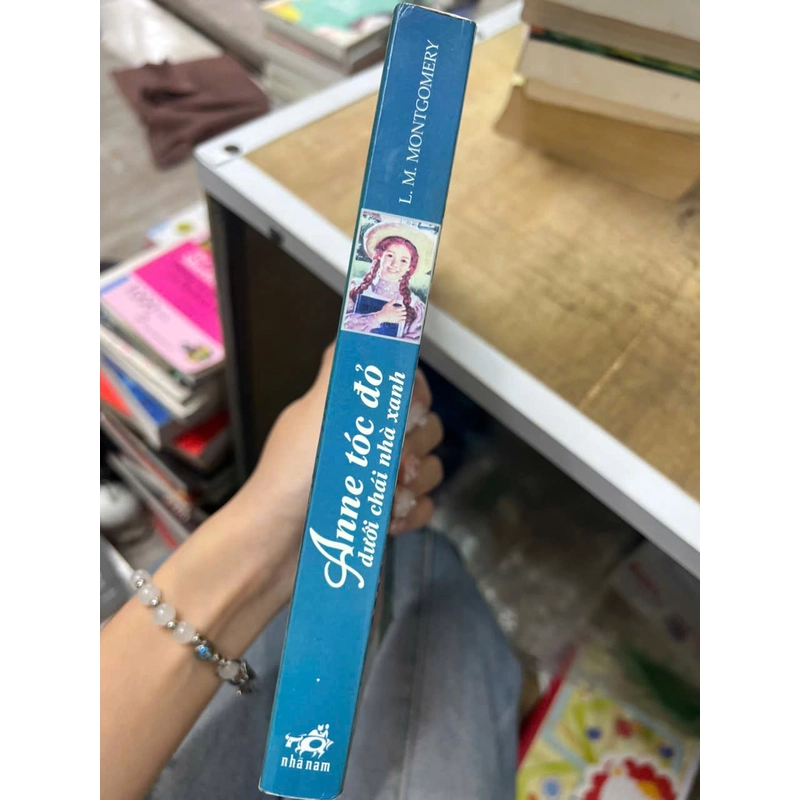 L. M. MONTGOMERY
Anne tóc đỏ
dưới chái nhà xanh
nhã nam